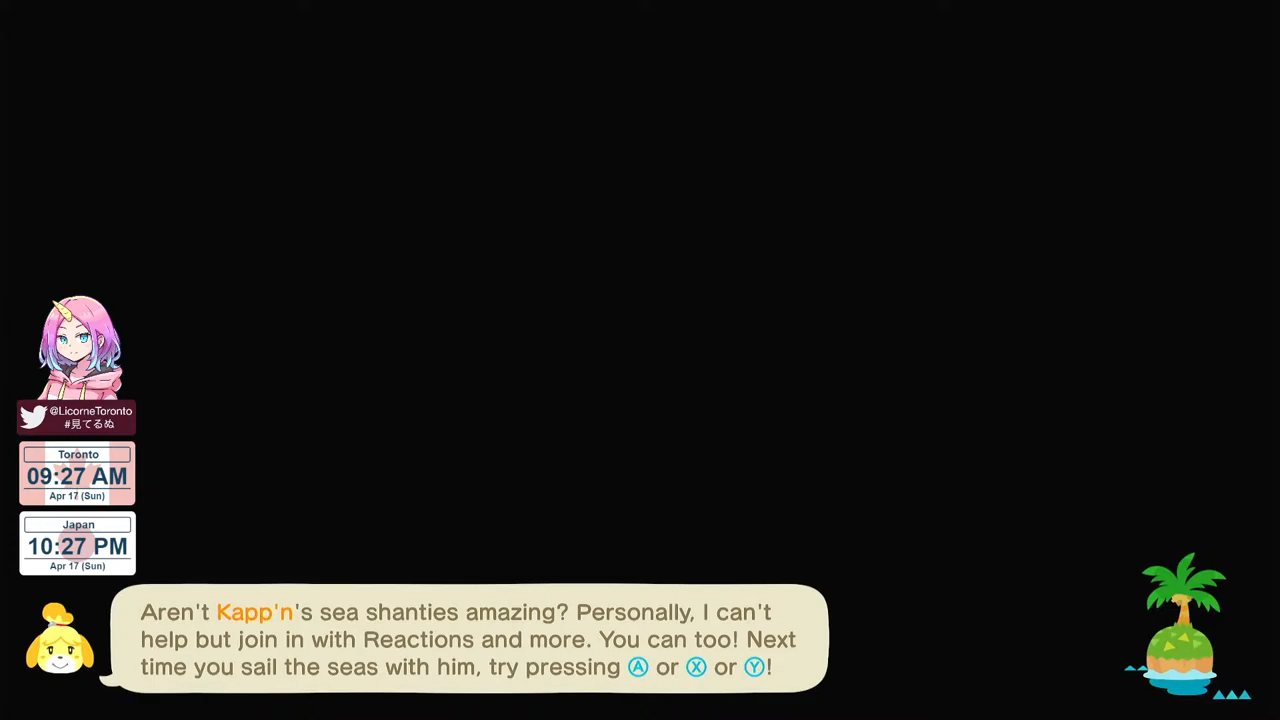 @LicorneToronto
#見てるぬ
Toronto
09:27 AM
Apr 17 (Sun)
Japan
10:27 PM
Apr 17 (Sun)
Aren't Kapp'n's sea shanties amazing? Personally, I can't
help but join in with Reactions and more. You can too! Next
time you sail the seas with him, try pressing Ⓐ or Ⓧ or Ⓨ!